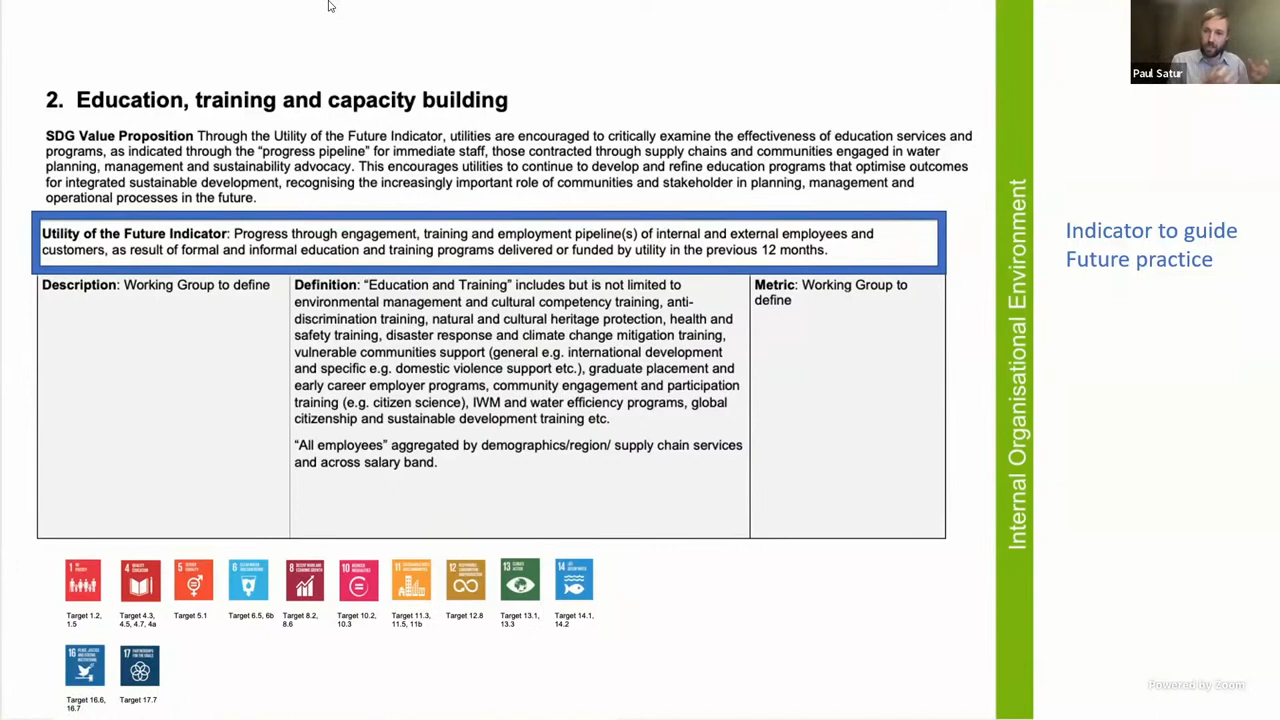 2. Education, training and capacity building
SDG Value Proposition Through the Utility of the Future Indicator, utilities are encouraged to critically examine the effectiveness of education services and
programs, as indicated through the “progress pipeline” for immediate staff, those contracted through supply chains and communities engaged in water
planning, management and sustainability advocacy. This encourages utilities to continue to develop and refine education programs that optimise outcomes
for integrated sustainable development, recognising the increasingly important role of communities and stakeholder in planning, management and
operational processes in the future.
Utility of the Future Indicator: Progress through engagement, training and employment pipeline(s) of internal and external employees and
customers, as result of formal and informal education and training programs delivered or funded by utility in the previous 12 months.
Description: Working Group to define
Definition: “Education and Training” includes but is not limited to
environmental management and cultural competency training, anti-
discrimination training, natural and cultural heritage protection, health and
safety training, disaster response and climate change mitigation training,
vulnerable communities support (general e.g. international development
and specific e.g. domestic violence support etc.), graduate placement and
early career employer programs, community engagement and participation
training (e.g. citizen science), IWM and water efficiency programs, global
citizenship and sustainable development training etc.
“All employees” aggregated by demographics/region/ supply chain services
and across salary band.
Metric: Working Group to
define
1
4
5
6
8
10
11
12
13
14
Target 1.2,
1.5
Target 4.3,
4.5, 4.7, 4a
Target 5.1
Target 6.5, 6b
Target 8.2,
8.6
Target 10.2,
10.3
Target 11.3,
11.5, 11b
Target 12.8
Target 13.1,
13.3
Target 14.1,
14.2
16
17
Target 16.6,
16.7
Target 17.7
Internal Organisational Environment
Indicator to guide
Future practice
Paul Satur
Powered by Zoom